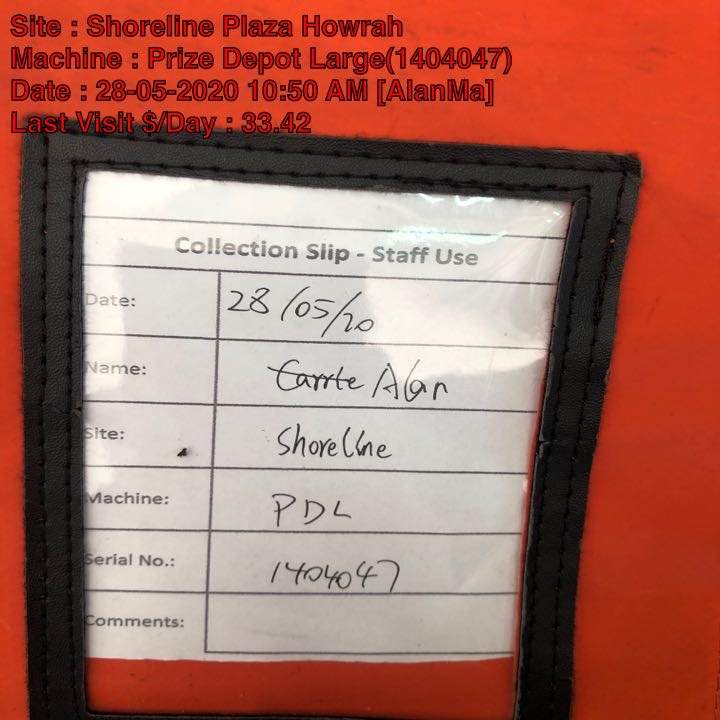 Site : Shoreline Plaza Howrah
Machine : Prize Depot Large(1404047)
Date : 28-05-2020 10:50 AM [AlanMa]
Last Visit $/Day : 33.42
Collection Slip - Staff Use
Date: 28/05/20
Name: Alan
Site: Shoreline
Machine: PDL
Serial No.: 1404047
Comments: